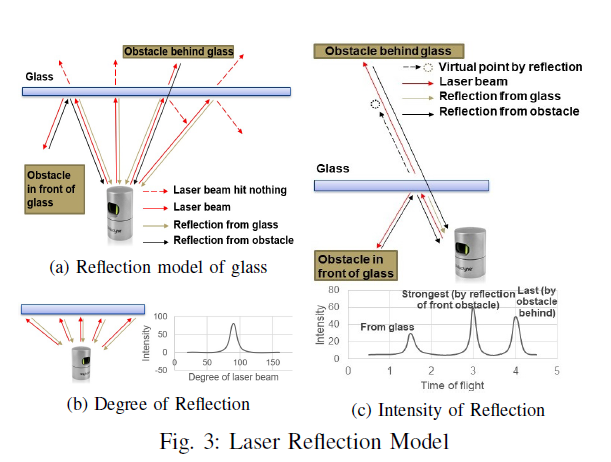 Obstacle behind glass
Glass
Obstacle
in front of
glass
Laser beam hit nothing
Laser beam
Reflection from glass
Reflection from obstacle
(a) Reflection model of glass
Obstacle behind glass
Virtual point by reflection
Laser beam
Reflection from glass
Reflection from obstacle
Glass
Obstacle in
front of glass
100
50
0
-50
Intensity
0
50
100
150
Degree of laser beam
(b) Degree of Reflection
80
60
40
20
0
Intensity
Strongest (by reflection
of front obstacle)
Last (by
obstacle
behind)
From glass
0
1
2
3
4
5
Time of flight
(c) Intensity of Reflection
Fig. 3: Laser Reflection Model